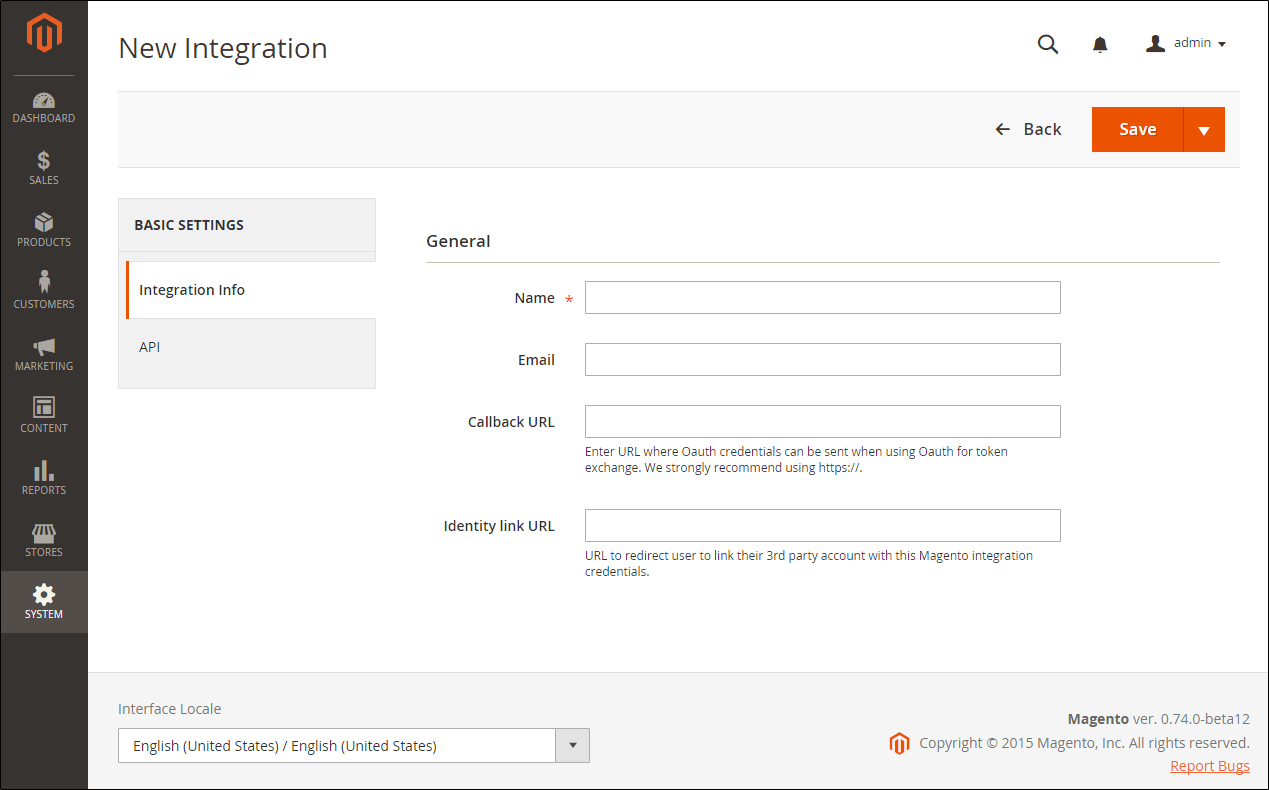 New Integration
admin
DASHBOARD
SALES
PRODUCTS
CUSTOMERS
MARKETING
CONTENT
REPORTS
STORES
SYSTEM
Back
Save
BASIC SETTINGS
Integration Info
API
General
Name *
Email
Callback URL
Enter URL where Oauth credentials can be sent when using Oauth for token
exchange. We strongly recommend using https://.
Identity link URL
URL to redirect user to link their 3rd party account with this Magento integration
credentials.
Interface Locale
English (United States) / English (United States)
Magento ver. 0.74.0-beta12
Copyright © 2015 Magento, Inc. All rights reserved.
Report Bugs